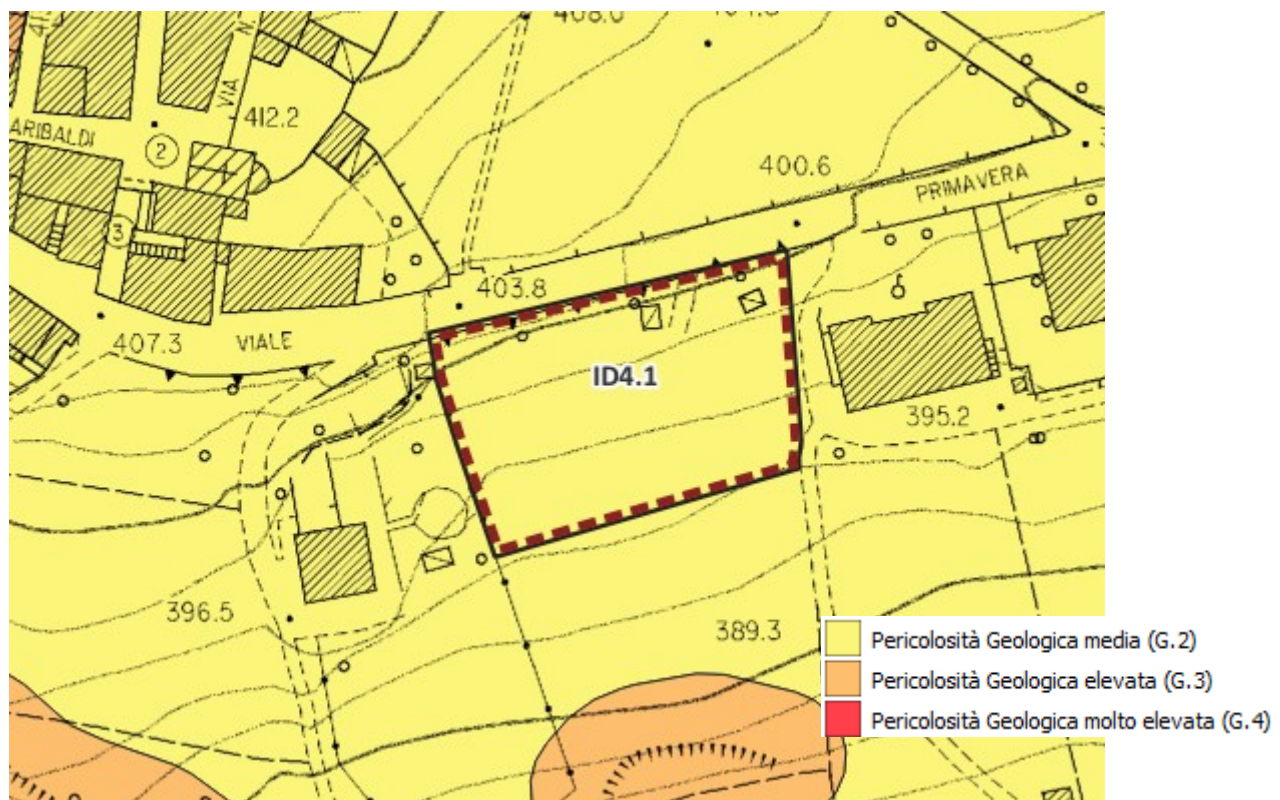 408.0
412.2
VIA N.
ARIBALDI
2
3
400.6
PRIMAVERA
403.8
407.3
VIALE
ID4.1
395.2
396.5
389.3
Pericolosità Geologica media (G.2)
Pericolosità Geologica elevata (G.3)
Pericolosità Geologica molto elevata (G.4)